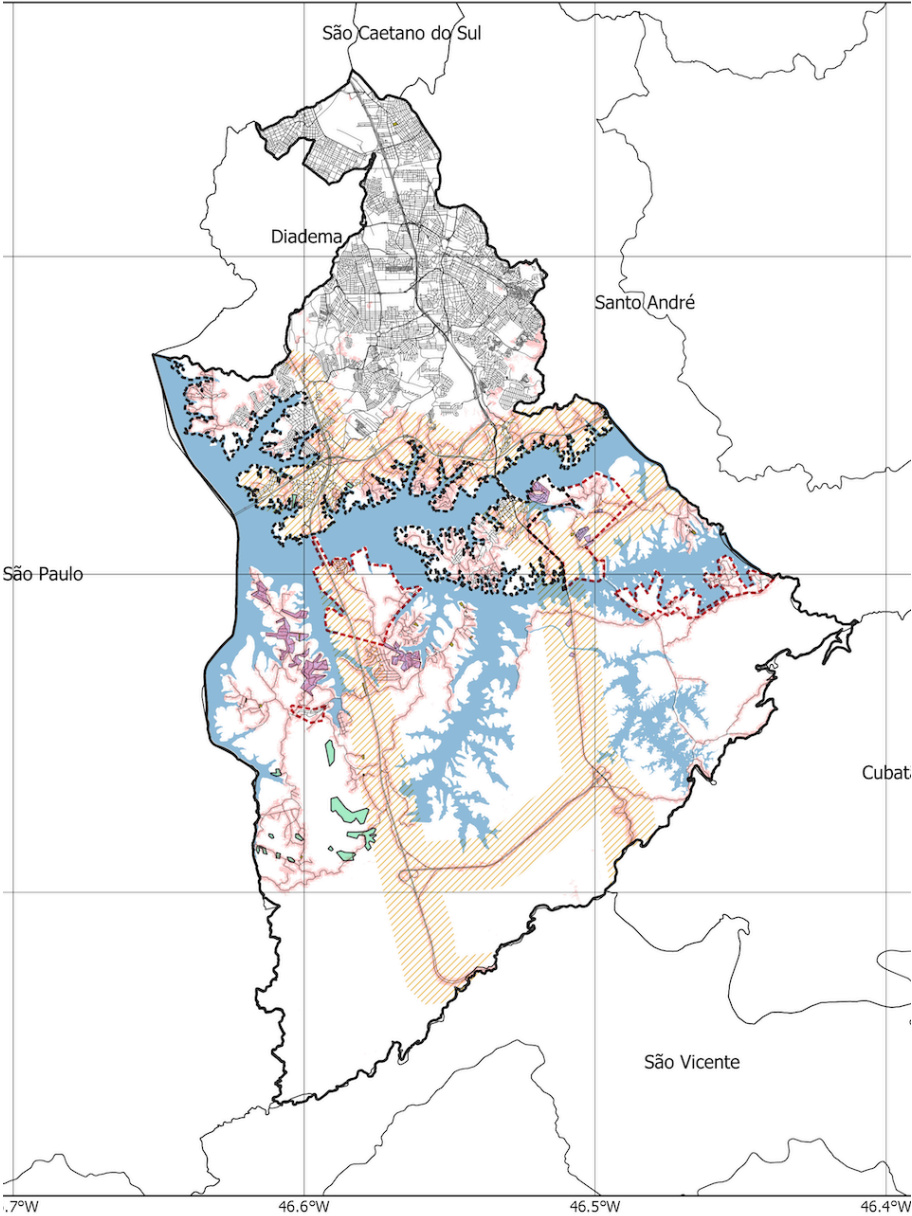 São Caetano do Sul
Diadema
Santo André
São Paulo
Cubat
São Vicente
.7°W
46.6°W
46.5°W
46.4°W